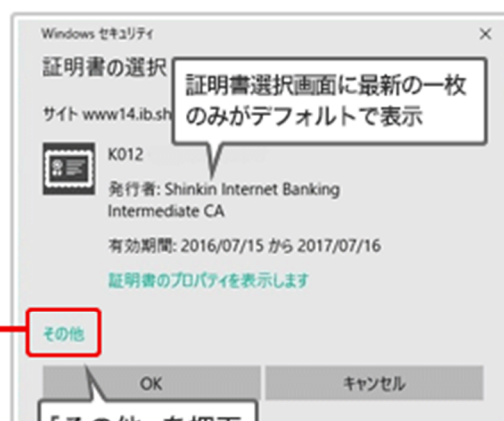 Windows セキュリティ
証明書の選択
証明書選択画面に最新の一枚
のみがデフォルトで表示
サイト www14.ib.sh
K012
発行者: Shinkin Internet Banking
Intermediate CA
有効期間: 2016/07/15 から 2017/07/16
証明書のプロパティを表示します
その他
OK
キャンセル